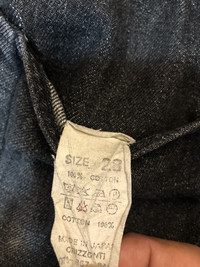 SIZE 28
100% COTTON
COTTON - 100%
MADE IN JAPAN